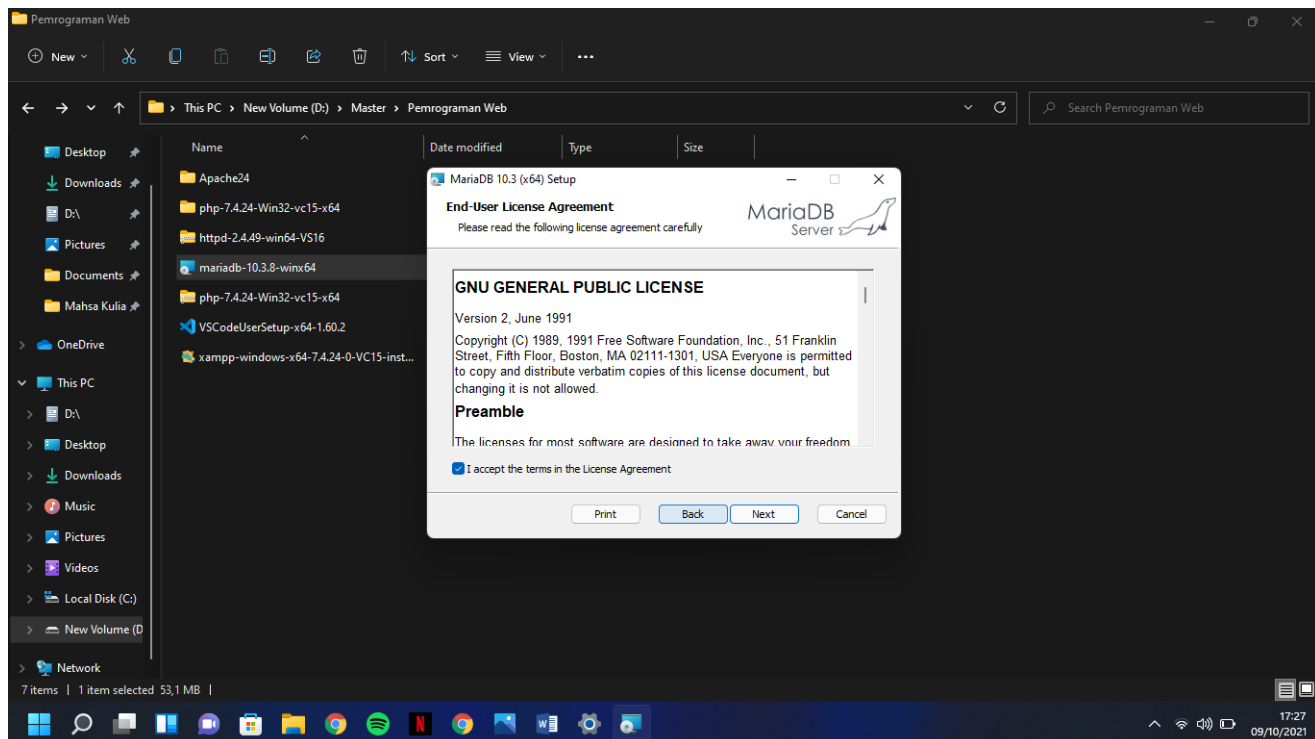 Pemrograman Web
New
Sort
View
This PC > New Volume (D:) > Master > Pemrograman Web
Search Pemrograman Web
Name
Date modified
Type
Size
Desktop
Downloads
D:\
Pictures
Documents
Mahsa Kulia
OneDrive
This PC
D:\
Desktop
Downloads
Music
Pictures
Videos
Local Disk (C:)
New Volume (D
Network
Apache24
php-7.4.24-Win32-vc15-x64
httpd-2.4.49-win64-VS16
mariadb-10.3.8-winx64
php-7.4.24-Win32-vc15-x64
VSCodeUserSetup-x64-1.60.2
xampp-windows-x64-7.4.24-0-VC15-inst...
MariaDB 10.3 (x64) Setup
End-User License Agreement
Please read the following license agreement carefully
MariaDB
Server
GNU GENERAL PUBLIC LICENSE
Version 2, June 1991
Copyright (C) 1989, 1991 Free Software Foundation, Inc., 51 Franklin
Street, Fifth Floor, Boston, MA 02111-1301, USA Everyone is permitted
to copy and distribute verbatim copies of this license document, but
changing it is not allowed.
Preamble
The licenses for most software are designed to take away your freedom
I accept the terms in the License Agreement
Print
Back
Next
Cancel
7 items | 1 item selected 53,1 MB |
N
W
17:27
09/10/2021